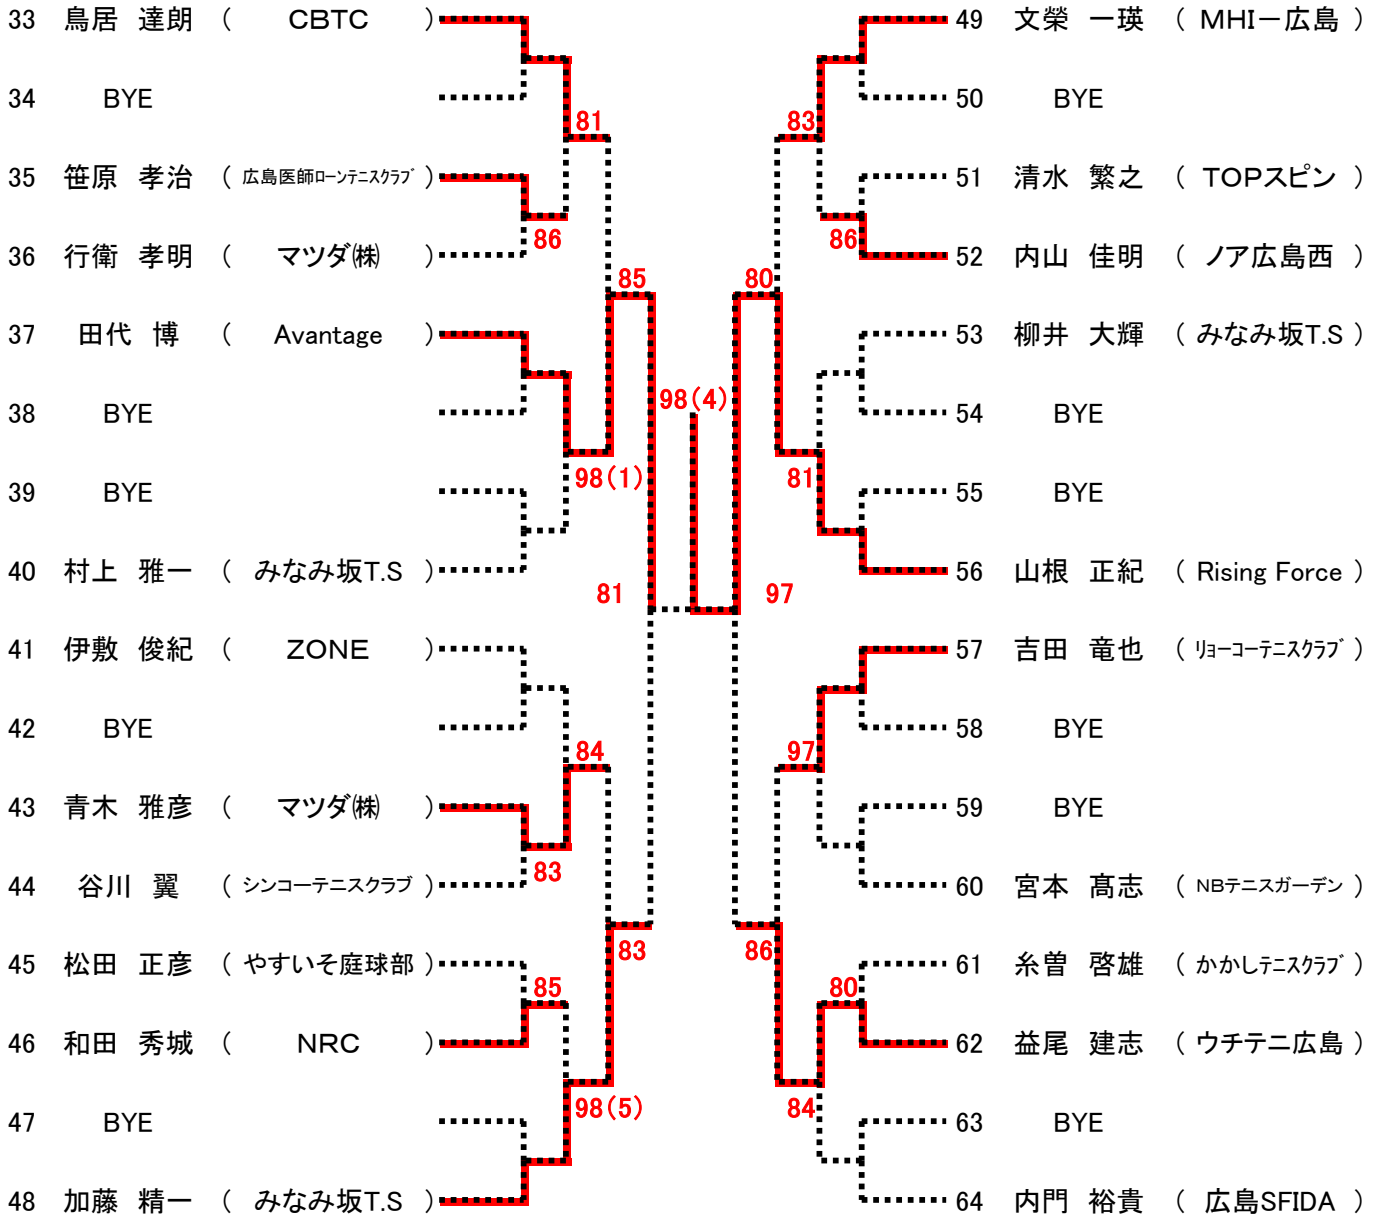 33 鳥居 達朗 ( CBTC ) 49 文榮 一瑛 ( MHI－広島 )
34 BYE 50 BYE
81 83
35 笹原 孝治 ( 広島医師ローンテニスクラブ ) 51 清水 繁之 ( TOPスピン )
86 86
36 行衛 孝明 ( マツダ㈱ ) 52 内山 佳明 ( ノア広島西 )
85 80
37 田代 博 ( Avantage ) 53 柳井 大輝 ( みなみ坂T.S )
98(4)
38 BYE 54 BYE
98(1) 81
39 BYE 55 BYE
40 村上 雅一 ( みなみ坂T.S ) 56 山根 正紀 ( Rising Force )
81 97
41 伊敷 俊紀 ( ZONE ) 57 吉田 竜也 ( リョーコーテニスクラブ )
42 BYE 58 BYE
84 97
43 青木 雅彦 ( マツダ㈱ ) 59 BYE
83
44 谷川 翼 ( シンコーテニスクラブ ) 60 宮本 髙志 ( NBテニスガーデン )
83 86
45 松田 正彦 ( やすいそ庭球部 ) 61 糸曽 啓雄 ( かかしテニスクラブ )
85 80
46 和田 秀城 ( NRC ) 62 益尾 建志 ( ウチテニ広島 )
98(5) 84
47 BYE 63 BYE
48 加藤 精一 ( みなみ坂T.S ) 64 内門 裕貴 ( 広島SFIDA )